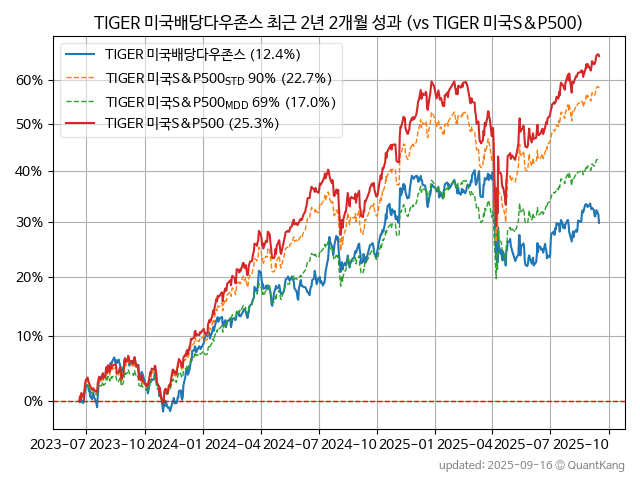 TIGER 미국배당다우존스 최근 2년 2개월 성과 (vs TIGER 미국S&P500)
TIGER 미국배당다우존스 (12.4%)
TIGER 미국S&P500STD 90% (22.7%)
TIGER 미국S&P500MDD 69% (17.0%)
TIGER 미국S&P500 (25.3%)
60%
50%
40%
30%
20%
10%
0%
2023-07 2023-10 2024-01 2024-04 2024-07 2024-10 2025-01 2025-04 2025-07 2025-10
updated: 2025-09-16 © QuantKang